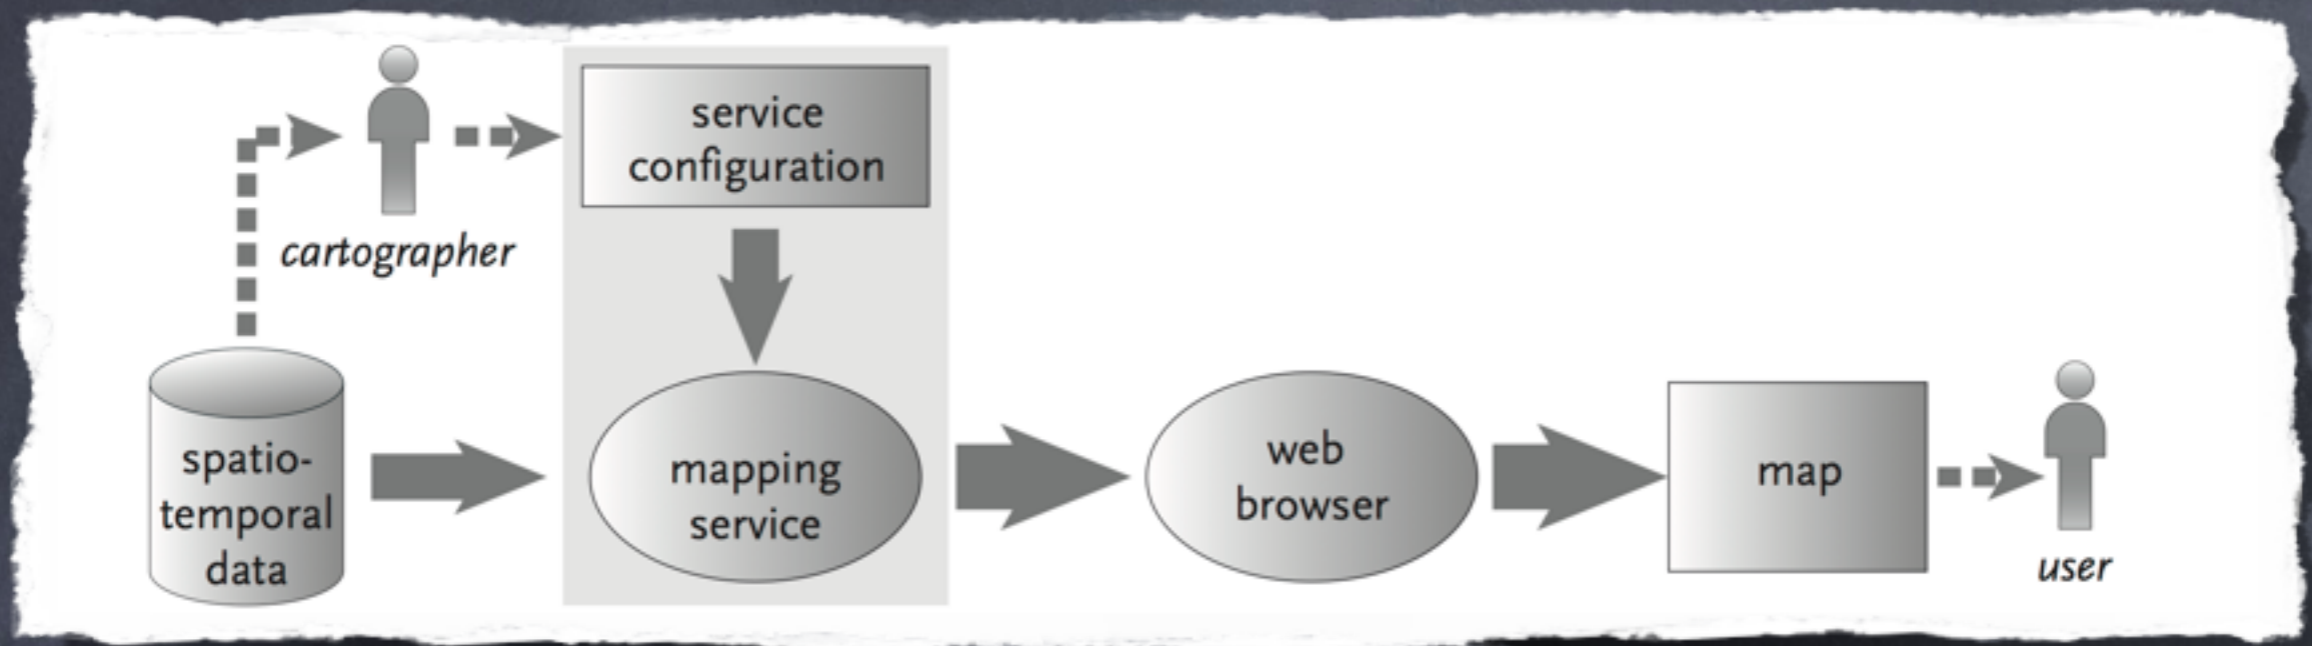 service
configuration
cartographer
spatio-
temporal
data
mapping
service
web
browser
map
user